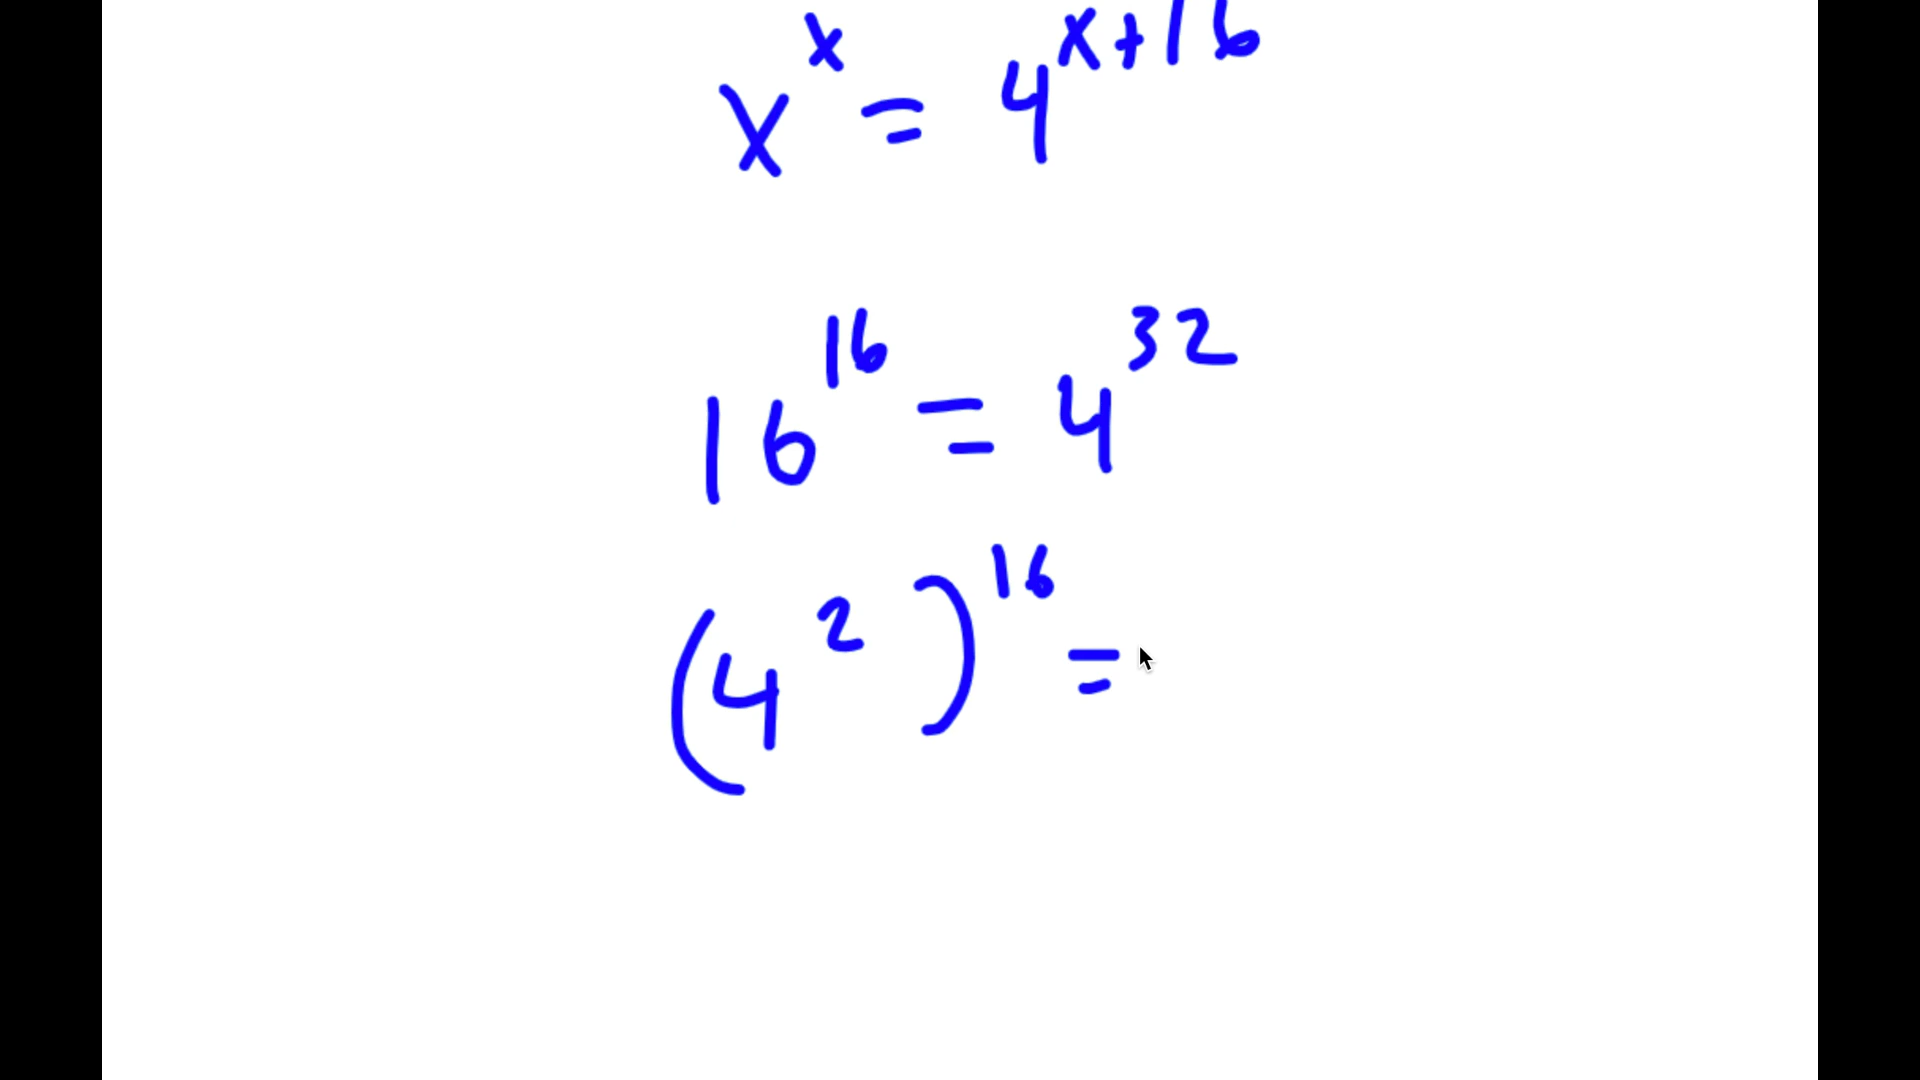 x^x = 4^{x+16}
16^{16} = 4^{32}
(4^2)^{16} =